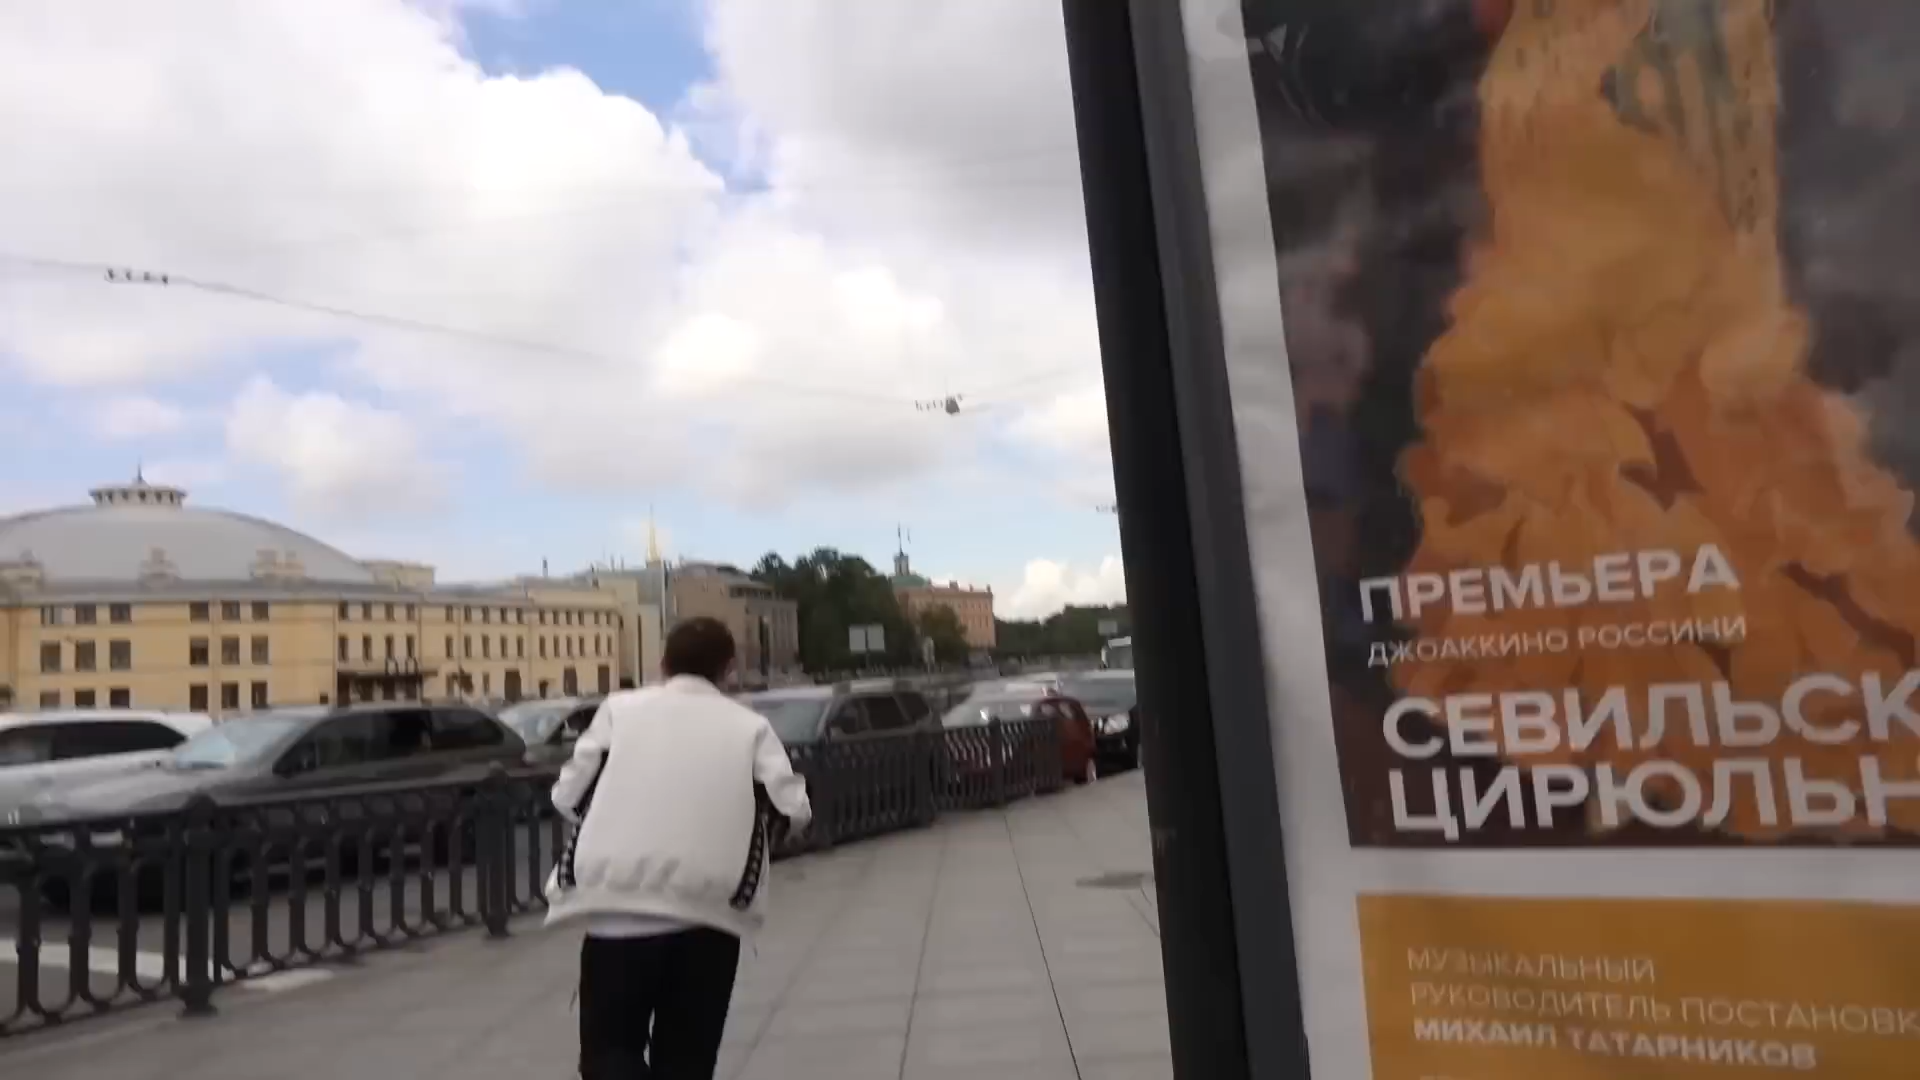 ПРЕМЬЕРА
ДЖОАККИНО РОССИНИ
СЕВИЛЬСК
ЦИРЮЛЬН
МУЗЫКАЛЬНЫЙ
РУКОВОДИТЕЛЬ ПОСТАНОВК
МИХАИЛ ТАТАРНИКОВ